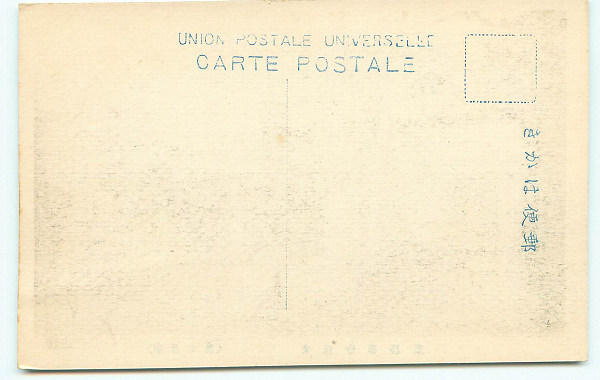 UNION POSTALE UNIVERSELLE
CARTE POSTALE
郵便はかき